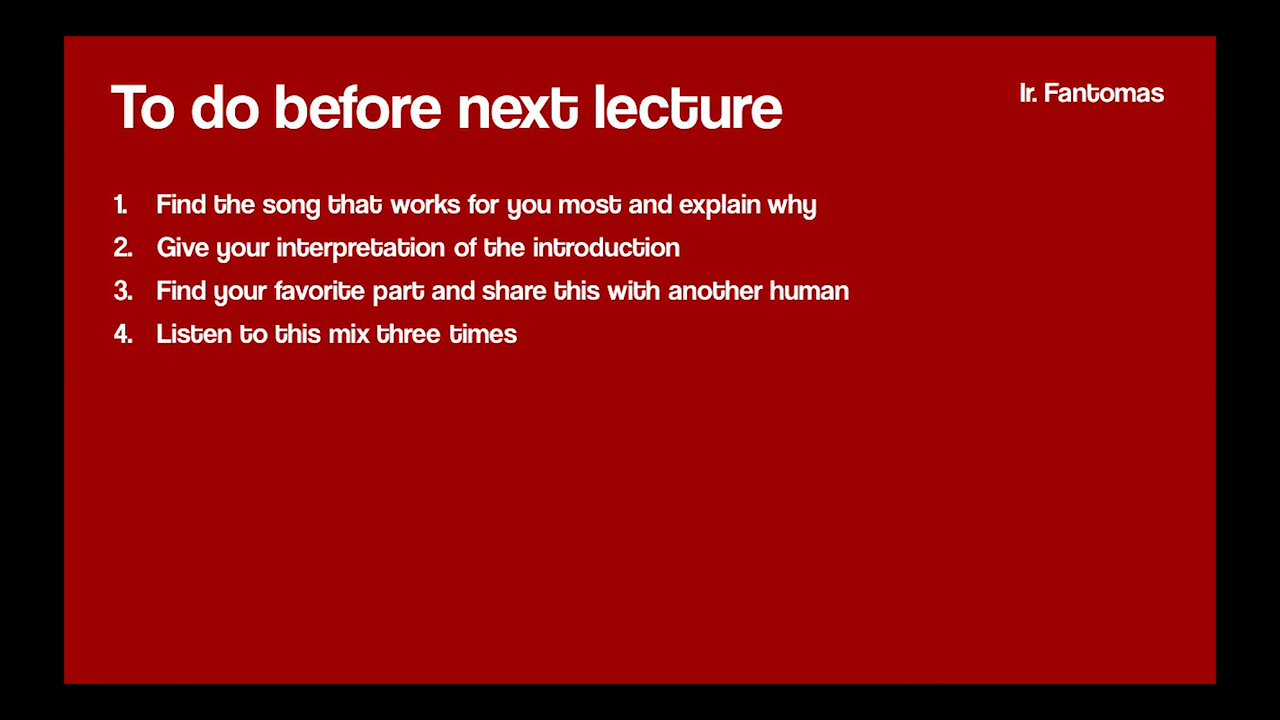 To do before next lecture
Ir. Fantomas
1. Find the song that works for you most and explain why
2. Give your interpretation of the introduction
3. Find your favorite part and share this with another human
4. Listen to this mix three times